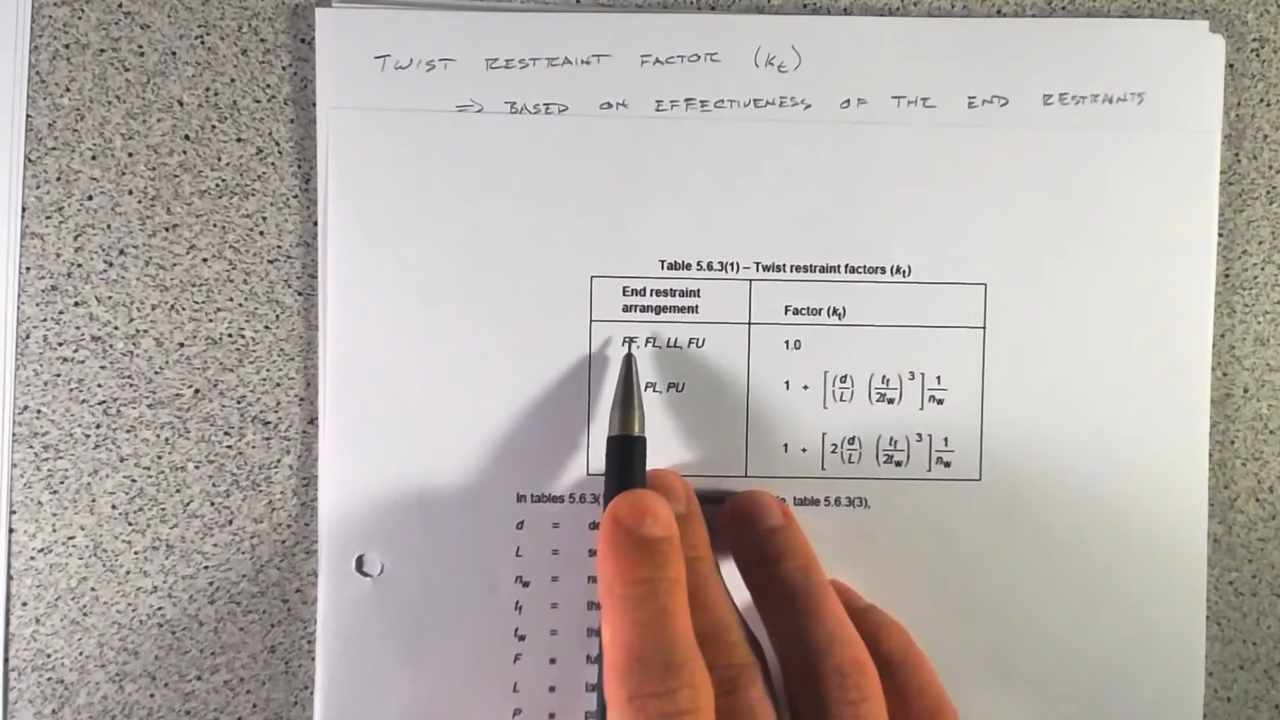 TWIST RESTRAINT FACTOR (kt)
⇒ BASED ON EFFECTIVENESS OF THE END RESTRAINTS
Table 5.6.3(1) – Twist restraint factors (kt)
End restraint arrangement
Factor (kt)
FF, FL, LL, FU
1.0
PL, PU
1 + [(d/L) (tf/2tw)^3] 1/nw
1 + [2(d/L) (tf/2tw)^3] 1/nw
In tables 5.6.3( table 5.6.3(3),
d =
L =
nw =
tf =
tw =
F =
L =
P =